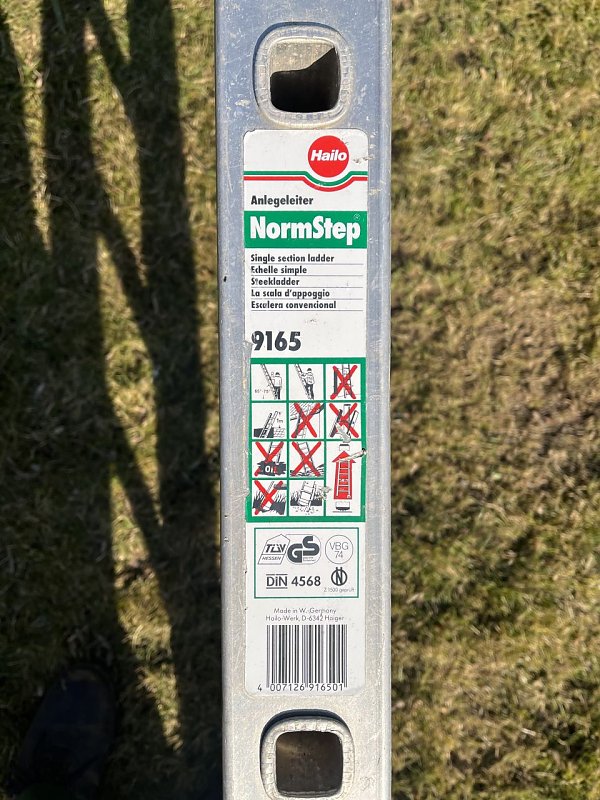 Hailo
Anlegeleiter
NormStep®
Single section ladder
Echelle simple
Steekladder
La scala d'appoggio
Escalera convencional
9165
TÜV
HESSEN
GS
VBG
74
DIN 4568
Made in W.-Germany
Hailo-Werk, D-6342 Haiger
4 007126 916501